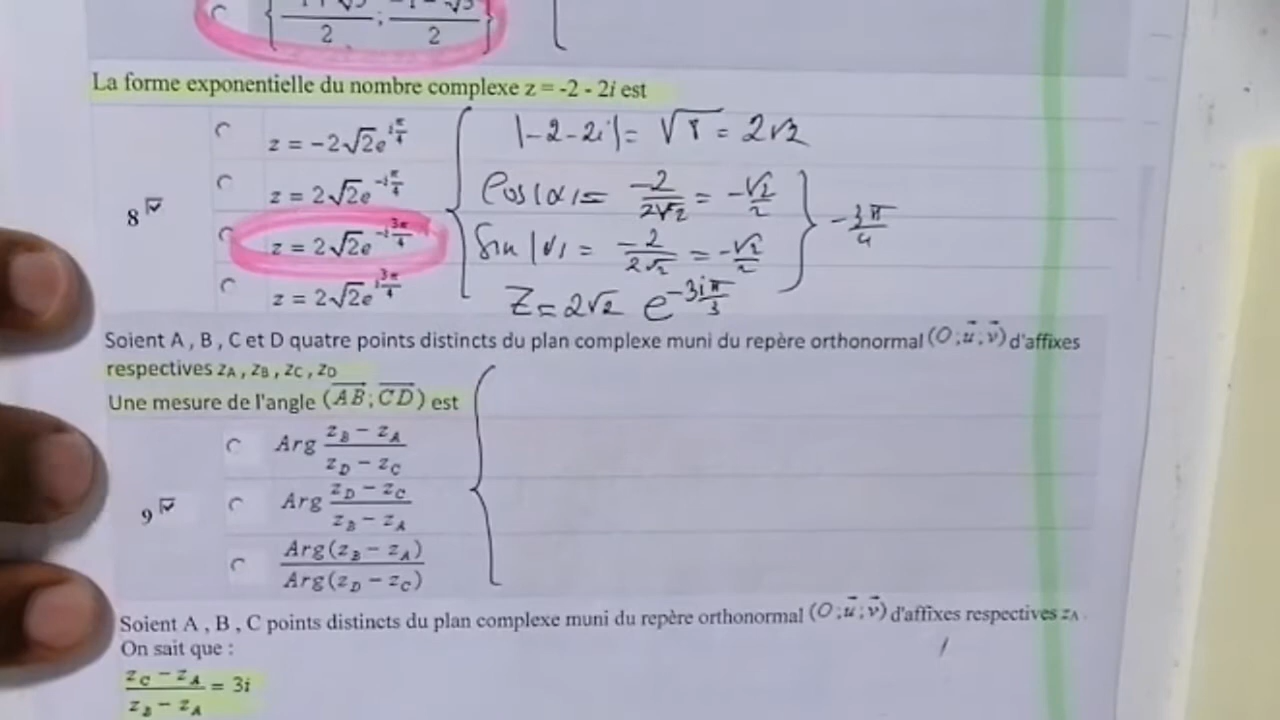 2 ; 2
La forme exponentielle du nombre complexe z = -2 - 2i est
z = -2√2e^{i π/4}
z = 2√2e^{-i π/4}
8
z = 2√2e^{-i 3π/4}
z = 2√2e^{i 3π/4}
|-2-2i| = √8 = 2√2
cos(α) = -2/2√2 = -√2/2
Sin(α) = -2/2√2 = -√2/2
-3π/4
Z = 2√2 e^{-3i π/3}
Soient A , B , C et D quatre points distincts du plan complexe muni du repère orthonormal (O ; u⃗ ; v⃗) d'affixes
respectives z_A , z_B , z_C , z_D
Une mesure de l'angle (AB⃗ ; CD⃗) est
Arg (z_B − z_A)/(z_D − z_C)
9
Arg (z_D − z_C)/(z_B − z_A)
Arg(z_B − z_A)/Arg(z_D − z_C)
Soient A , B , C points distincts du plan complexe muni du repère orthonormal (O ; u⃗ ; v⃗) d'affixes respectives z_A
On sait que :
(z_C − z_A)/(z_B − z_A) = 3i